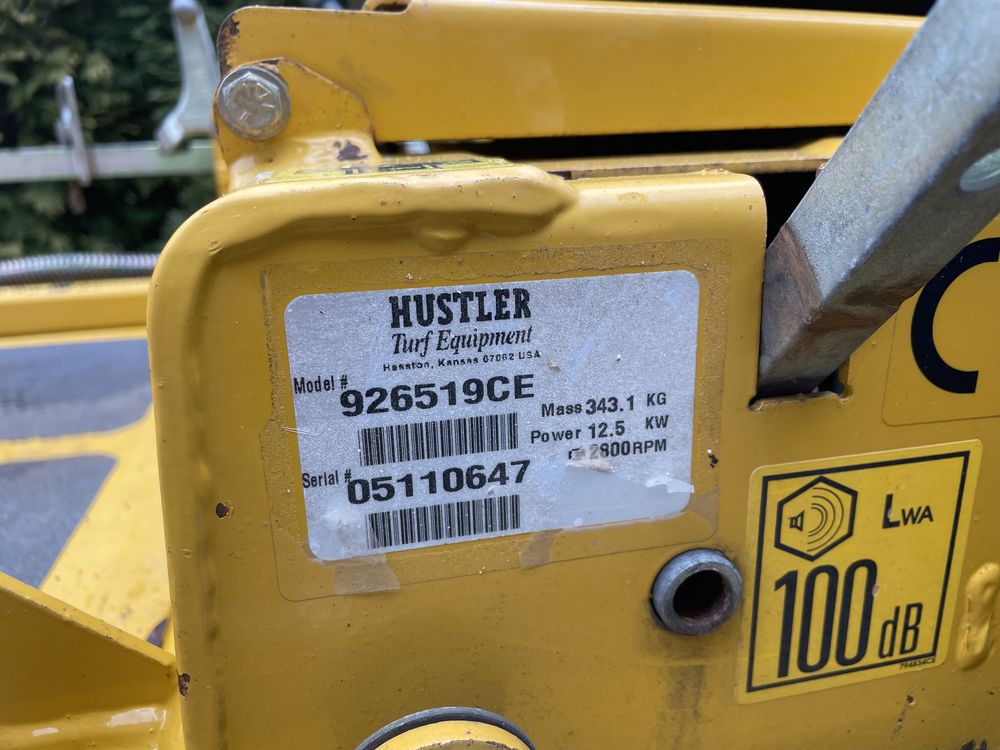 HUSTLER
Turf Equipment
Hesston, Kansas 67062 USA
Model #
926519CE
Mass 343.1 KG
Power 12.5 KW
2800RPM
Serial #
05110647
C
LWA
100 dB
794834CE